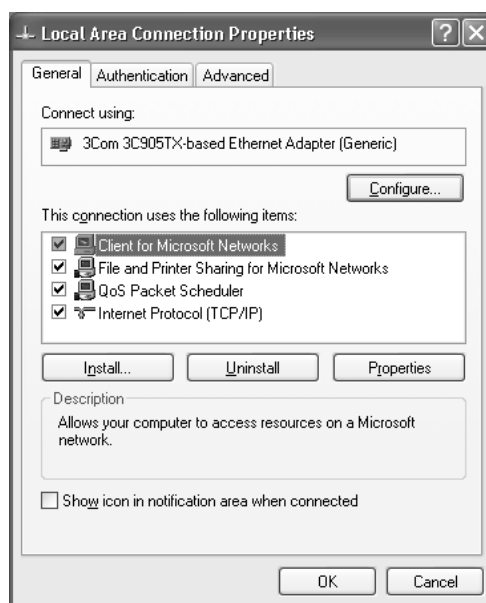 Local Area Connection Properties
General Authentication Advanced
Connect using:
3Com 3C905TX-based Ethernet Adapter (Generic)
Configure...
This connection uses the following items:
Client for Microsoft Networks
File and Printer Sharing for Microsoft Networks
QoS Packet Scheduler
Internet Protocol (TCP/IP)
Install... Uninstall Properties
Description
Allows your computer to access resources on a Microsoft
network.
Show icon in notification area when connected
OK Cancel